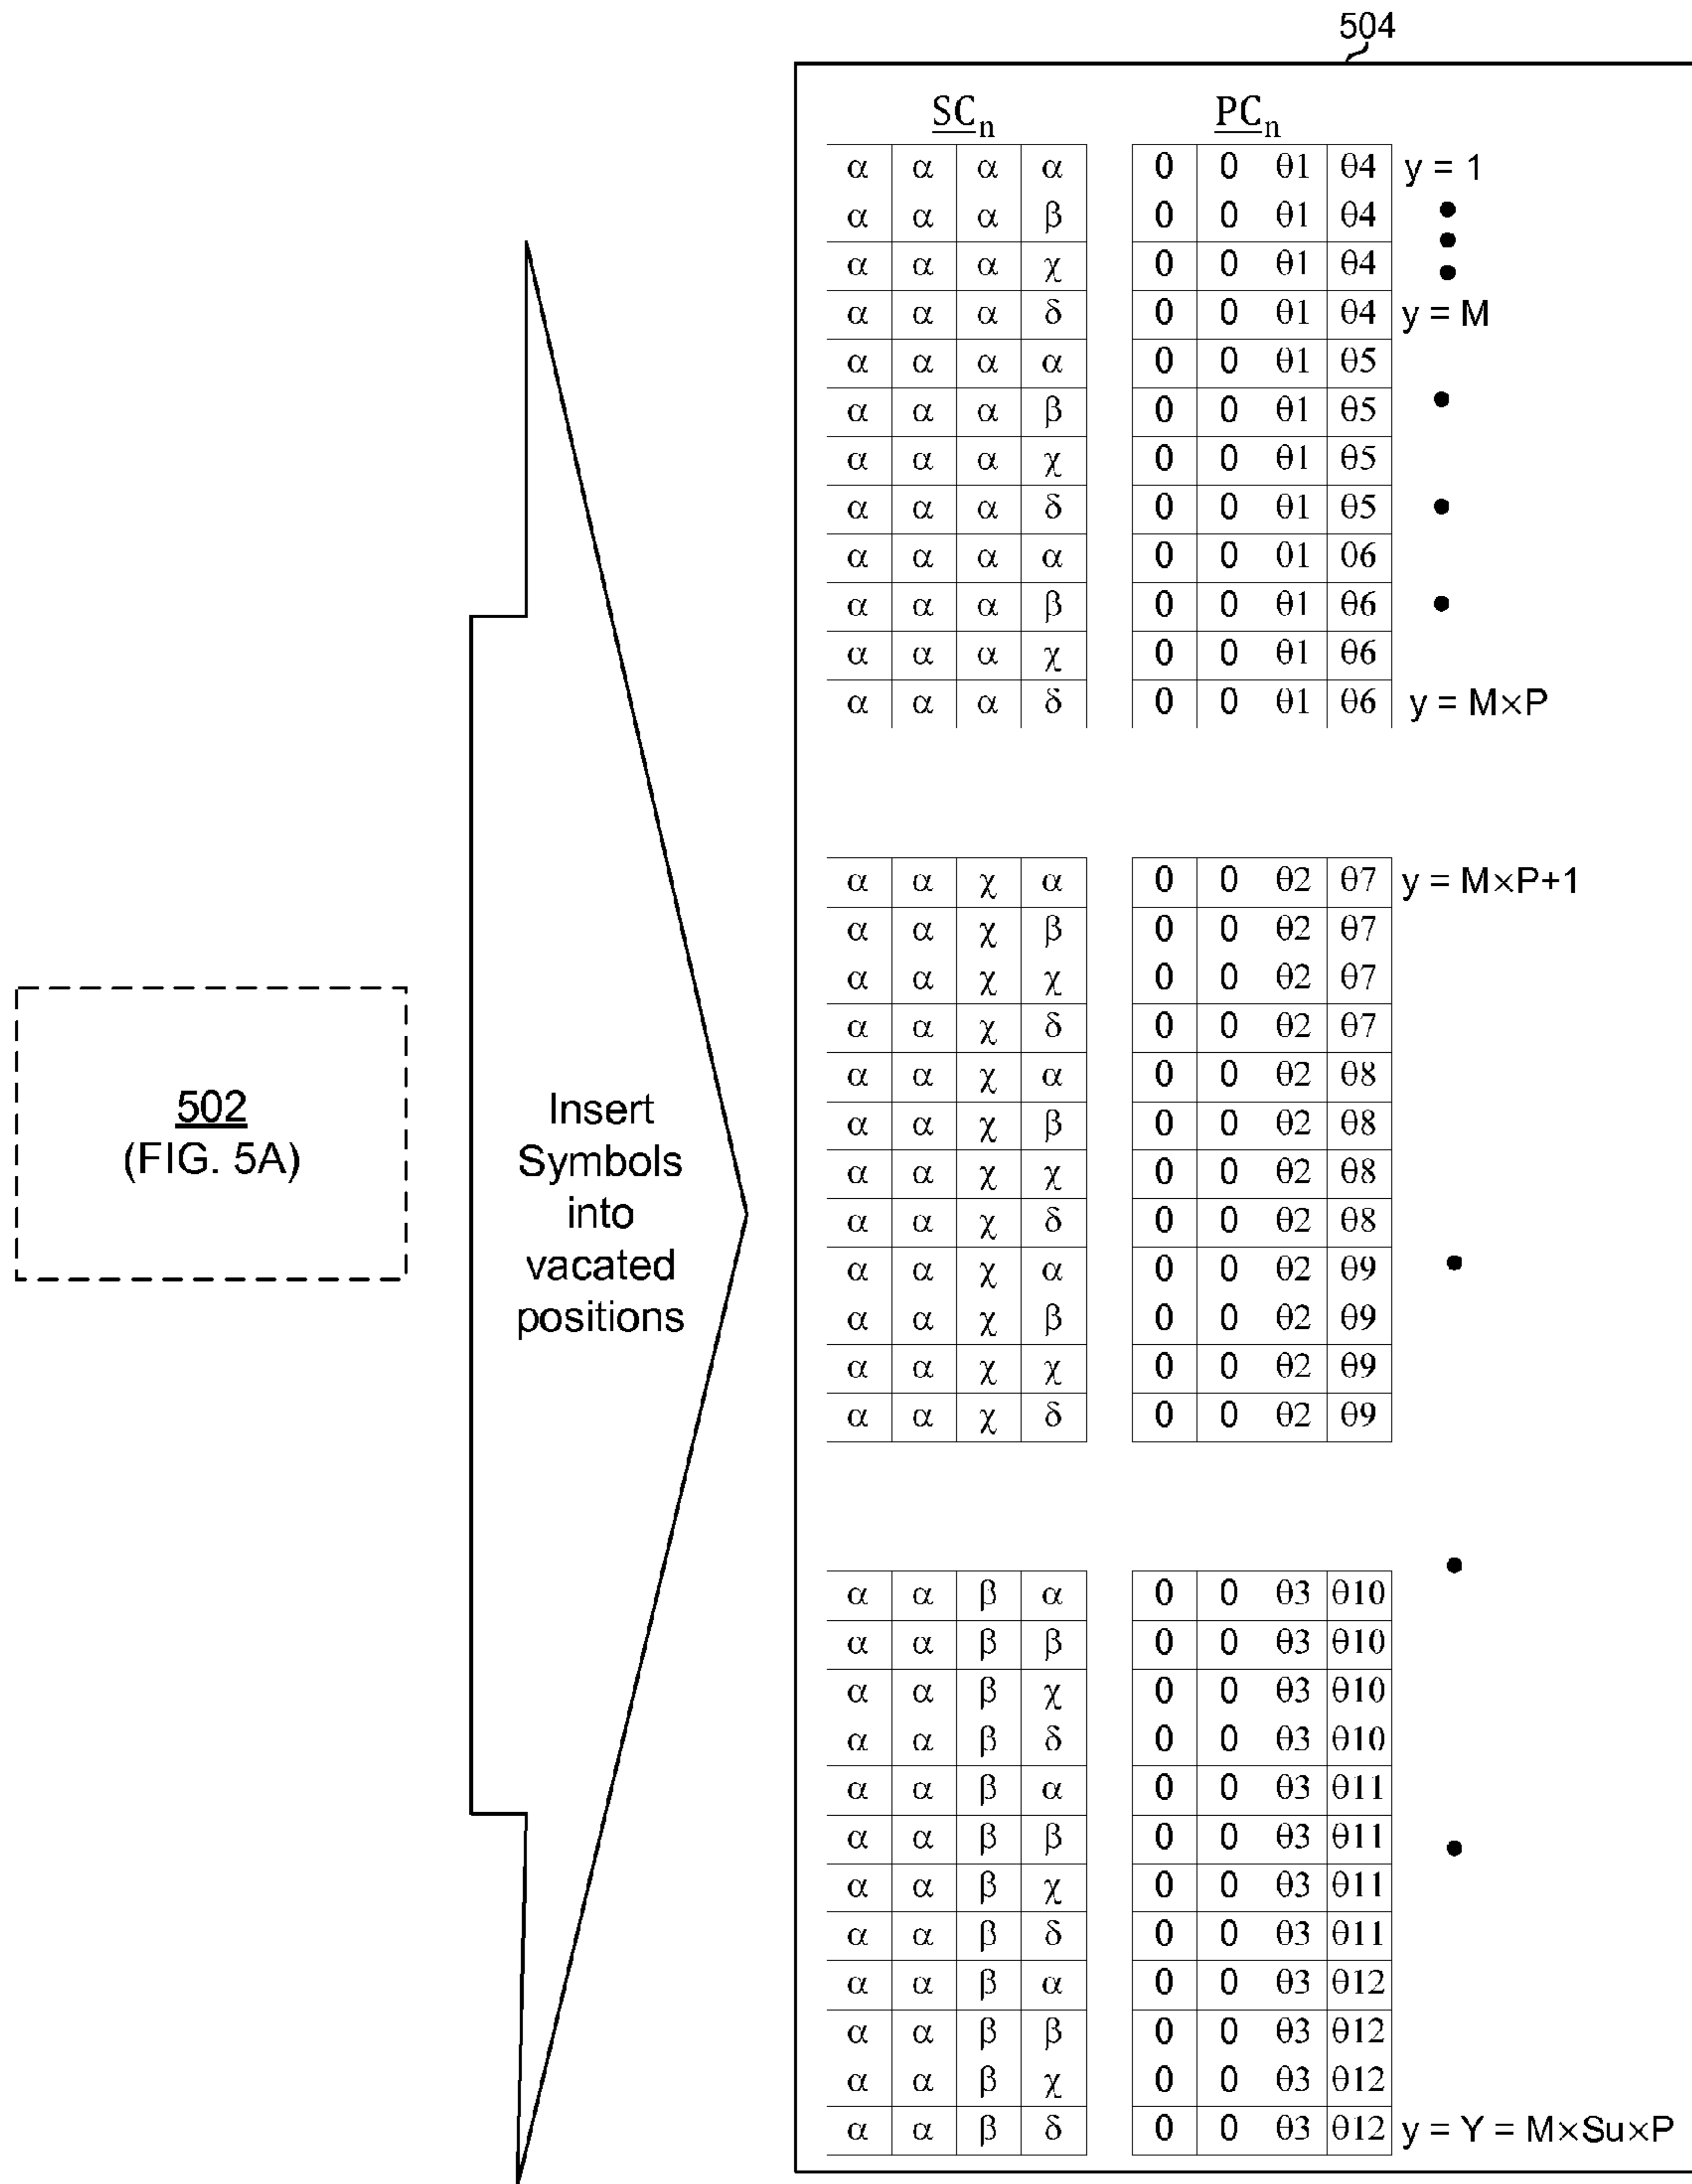 504
SCn PCn
α α α α 0 0 θ1 θ4 y = 1
α α α β 0 0 θ1 θ4
α α α χ 0 0 θ1 θ4
α α α δ 0 0 θ1 θ4 y = M
α α α α 0 0 θ1 θ5
α α α β 0 0 θ1 θ5
α α α χ 0 0 θ1 θ5
α α α δ 0 0 θ1 θ5
α α α α 0 0 θ1 θ6
α α α β 0 0 θ1 θ6
α α α χ 0 0 θ1 θ6
α α α δ 0 0 θ1 θ6 y = M×P
α α χ α 0 0 θ2 θ7 y = M×P+1
α α χ β 0 0 θ2 θ7
α α χ χ 0 0 θ2 θ7
α α χ δ 0 0 θ2 θ7
α α χ α 0 0 θ2 θ8
α α χ β 0 0 θ2 θ8
α α χ χ 0 0 θ2 θ8
α α χ δ 0 0 θ2 θ8
α α χ α 0 0 θ2 θ9
α α χ β 0 0 θ2 θ9
α α χ χ 0 0 θ2 θ9
α α χ δ 0 0 θ2 θ9
α α β α 0 0 θ3 θ10
α α β β 0 0 θ3 θ10
α α β χ 0 0 θ3 θ10
α α β δ 0 0 θ3 θ10
α α β α 0 0 θ3 θ11
α α β β 0 0 θ3 θ11
α α β χ 0 0 θ3 θ11
α α β δ 0 0 θ3 θ11
α α β α 0 0 θ3 θ12
α α β β 0 0 θ3 θ12
α α β χ 0 0 θ3 θ12
α α β δ 0 0 θ3 θ12 y = Y = M×Su×P
502
(FIG. 5A)
Insert
Symbols
into
vacated
positions